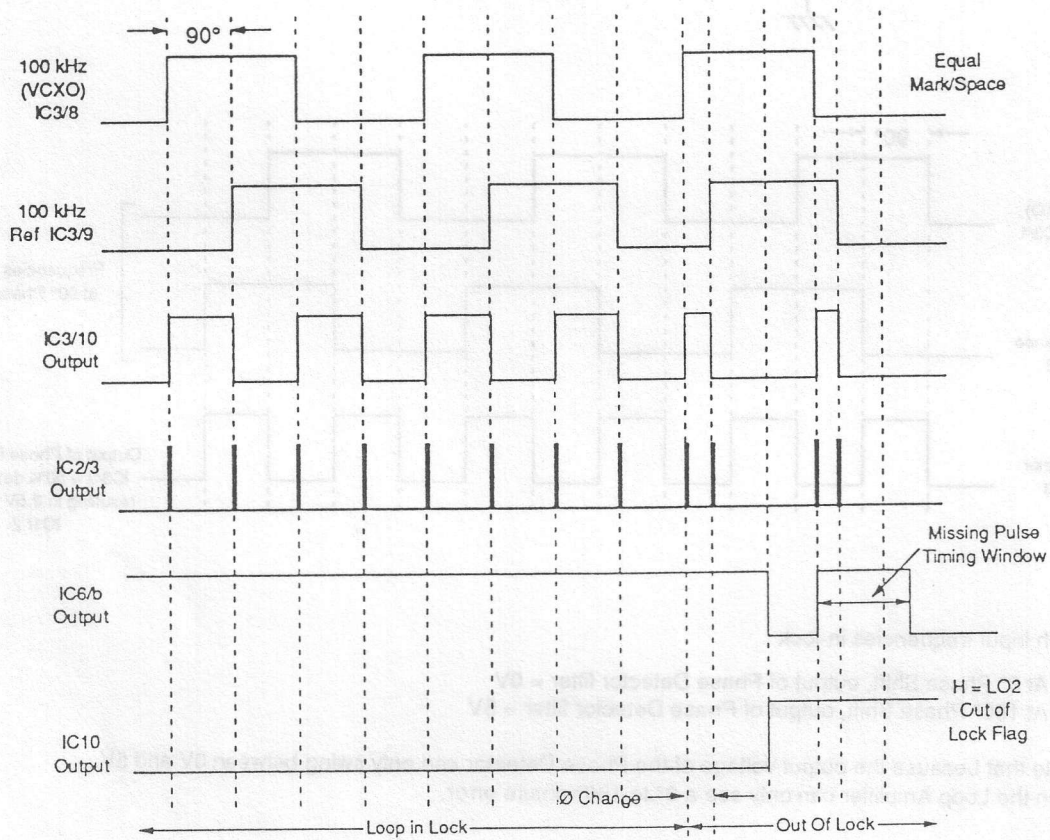 90°
100 kHz
(VCXO)
IC3/8
Equal
Mark/Space
100 kHz
Ref IC3/9
IC3/10
Output
IC2/3
Output
Missing Pulse
Timing Window
IC6/b
Output
H = LO2
Out of
Lock Flag
IC10
Output
Ø Change
Loop in Lock
Out Of Lock